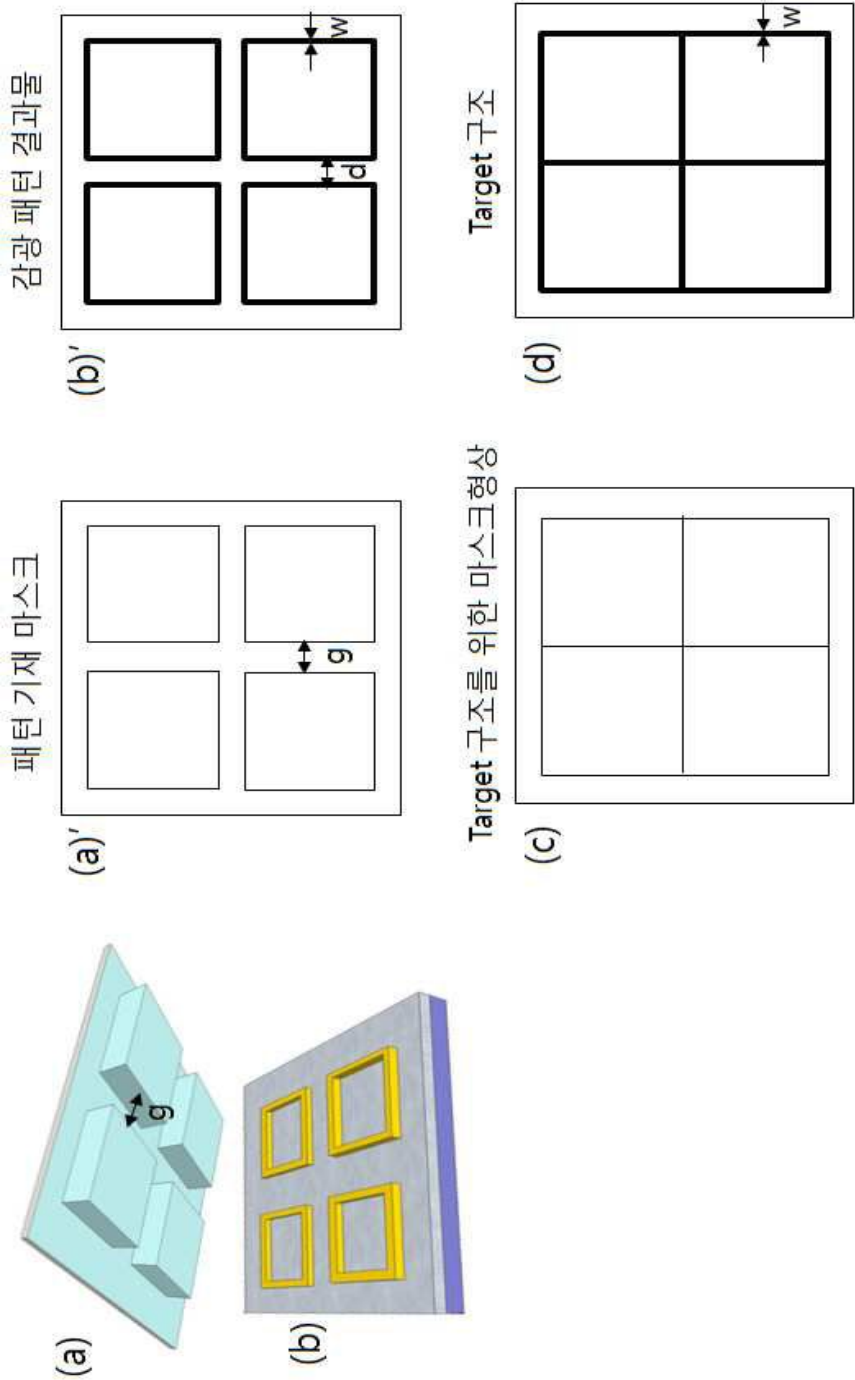 패턴 기재 마스크
감광 패턴 결과물
(a)
g
(a)′
g
(b)′
d
w
(b)
Target 구조를 위한 마스크형상
Target 구조
(c)
(d)
w